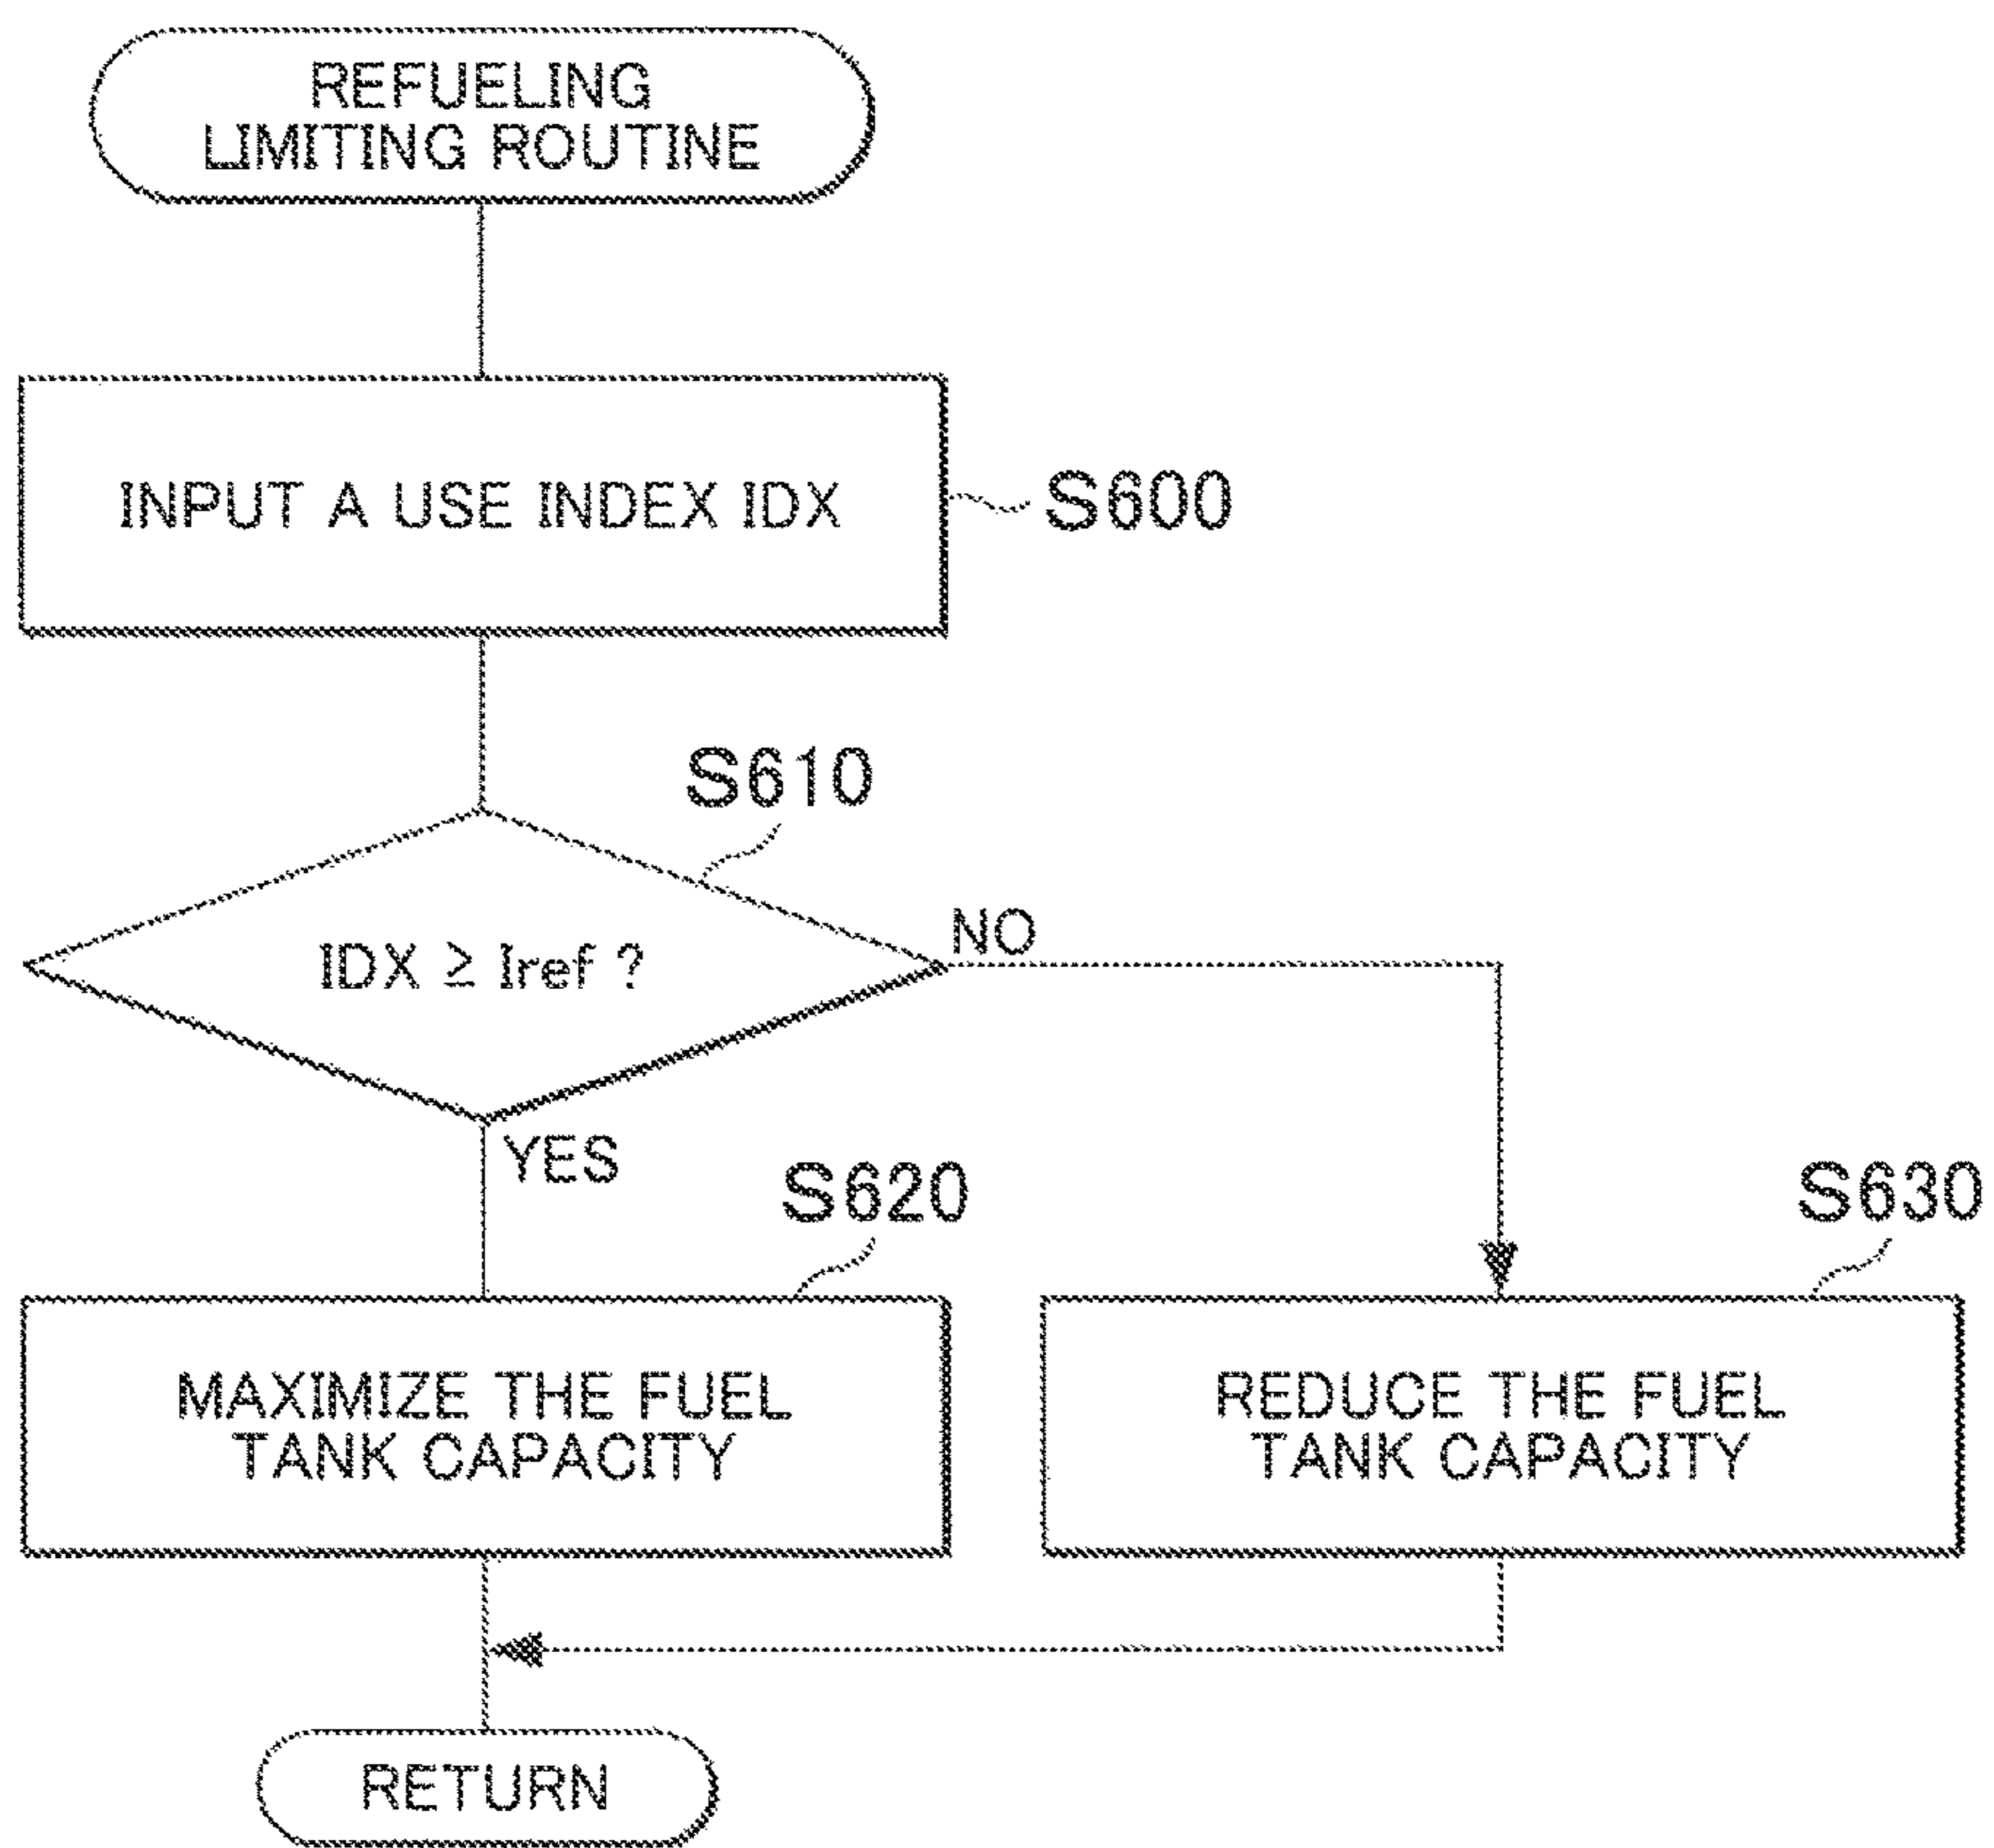 REFUELING
LIMITING ROUTINE
INPUT A USE INDEX IDX
S600
S610
IDX ≥ Iref ?
NO
YES
S620
S630
MAXIMIZE THE FUEL
TANK CAPACITY
REDUCE THE FUEL
TANK CAPACITY
RETURN